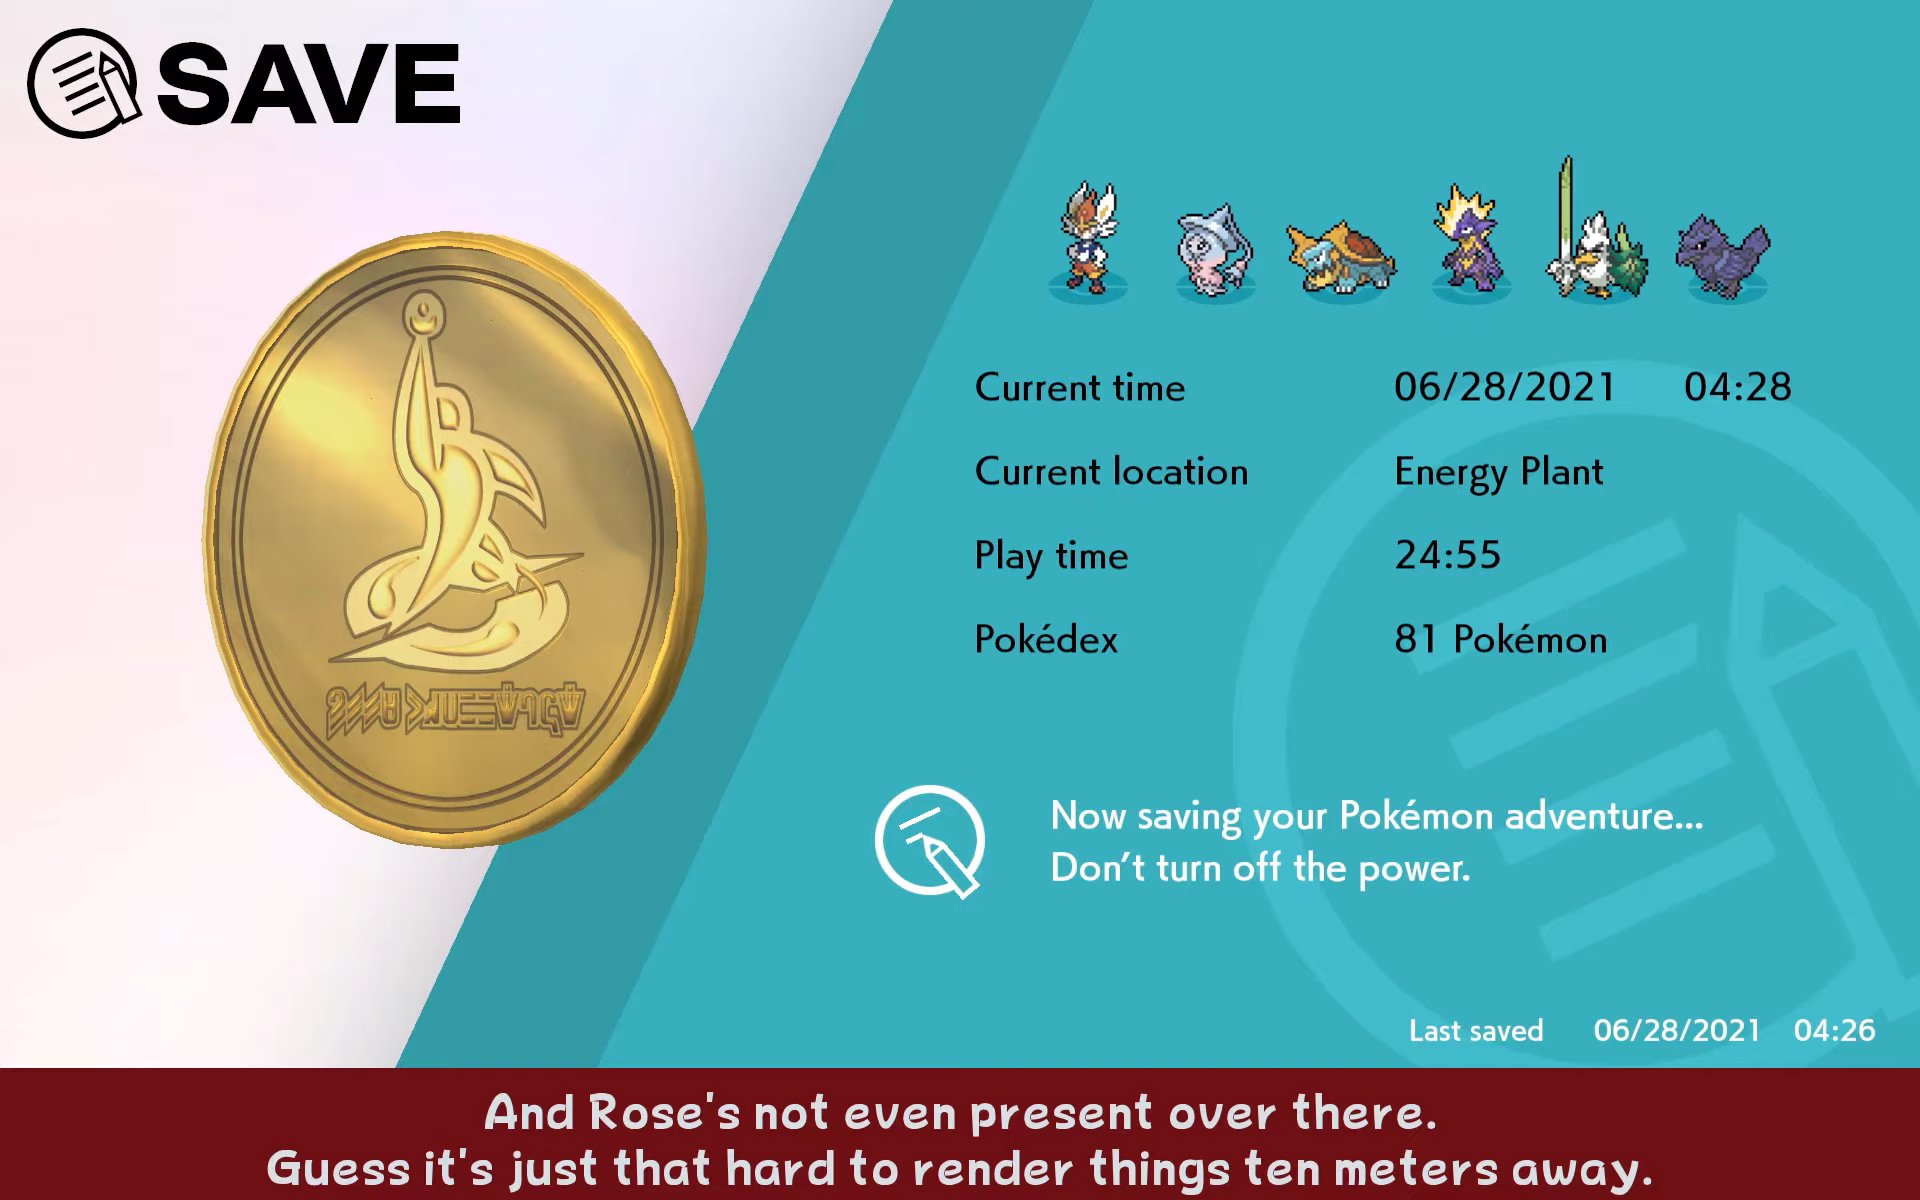 SAVE
Current time 06/28/2021 04:28
Current location Energy Plant
Play time 24:55
Pokédex 81 Pokémon
Now saving your Pokémon adventure...
Don't turn off the power.
Last saved 06/28/2021 04:26
And Rose's not even present over there.
Guess it's just that hard to render things ten meters away.